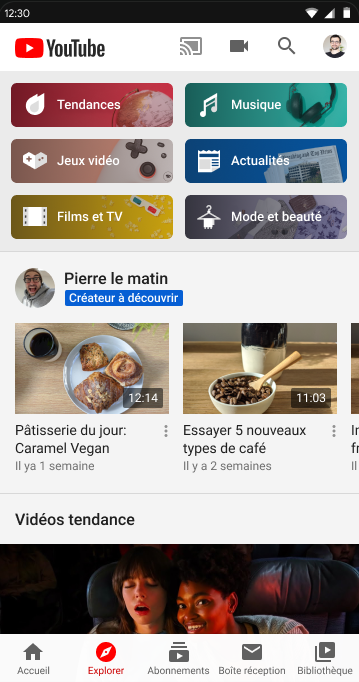 12:30
YouTube
Tendances
Musique
Jeux vidéo
Actualités
Films et TV
Mode et beauté
Pierre le matin
Créateur à découvrir
12:14
11:03
Pâtisserie du jour:
Caramel Vegan
Il ya 1 semaine
Essayer 5 nouveaux
types de café
Il y a 2 semaines
Vidéos tendance
Accueil
Explorer
Abonnements
Boîte réception
Bibliothèque